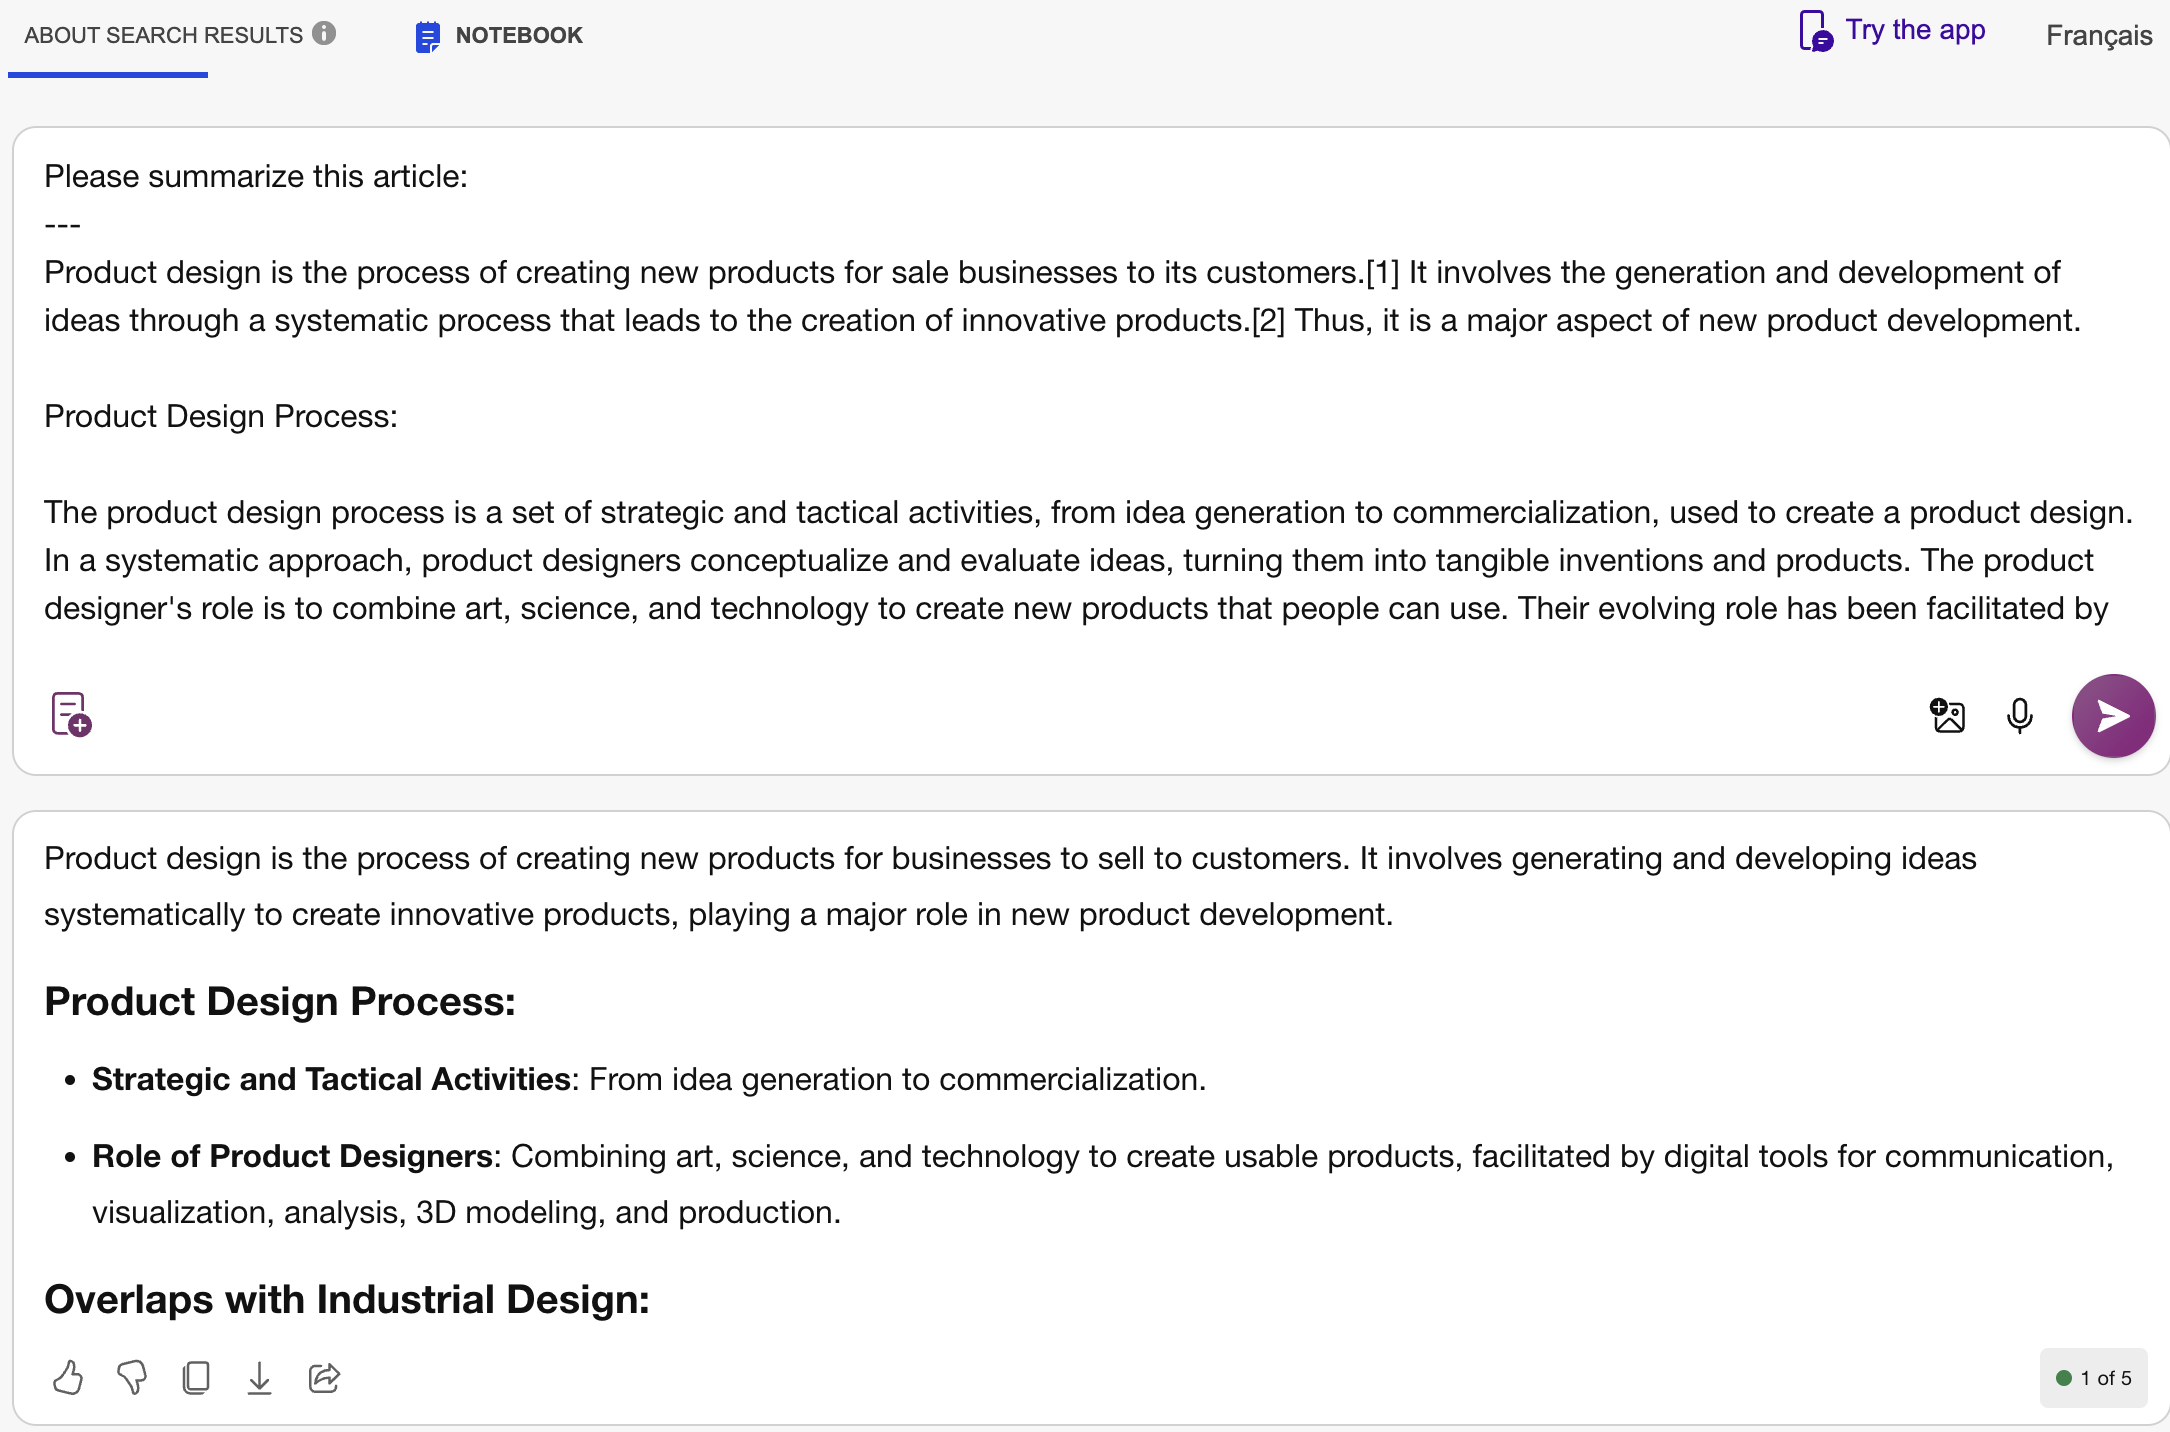 ABOUT SEARCH RESULTS
NOTEBOOK
Try the app
Français
Please summarize this article:
---
Product design is the process of creating new products for sale businesses to its customers.[1] It involves the generation and development of
ideas through a systematic process that leads to the creation of innovative products.[2] Thus, it is a major aspect of new product development.
Product Design Process:
The product design process is a set of strategic and tactical activities, from idea generation to commercialization, used to create a product design.
In a systematic approach, product designers conceptualize and evaluate ideas, turning them into tangible inventions and products. The product
designer's role is to combine art, science, and technology to create new products that people can use. Their evolving role has been facilitated by
Product design is the process of creating new products for businesses to sell to customers. It involves generating and developing ideas
systematically to create innovative products, playing a major role in new product development.
Product Design Process:
• Strategic and Tactical Activities: From idea generation to commercialization.
• Role of Product Designers: Combining art, science, and technology to create usable products, facilitated by digital tools for communication,
visualization, analysis, 3D modeling, and production.
Overlaps with Industrial Design:
1 of 5